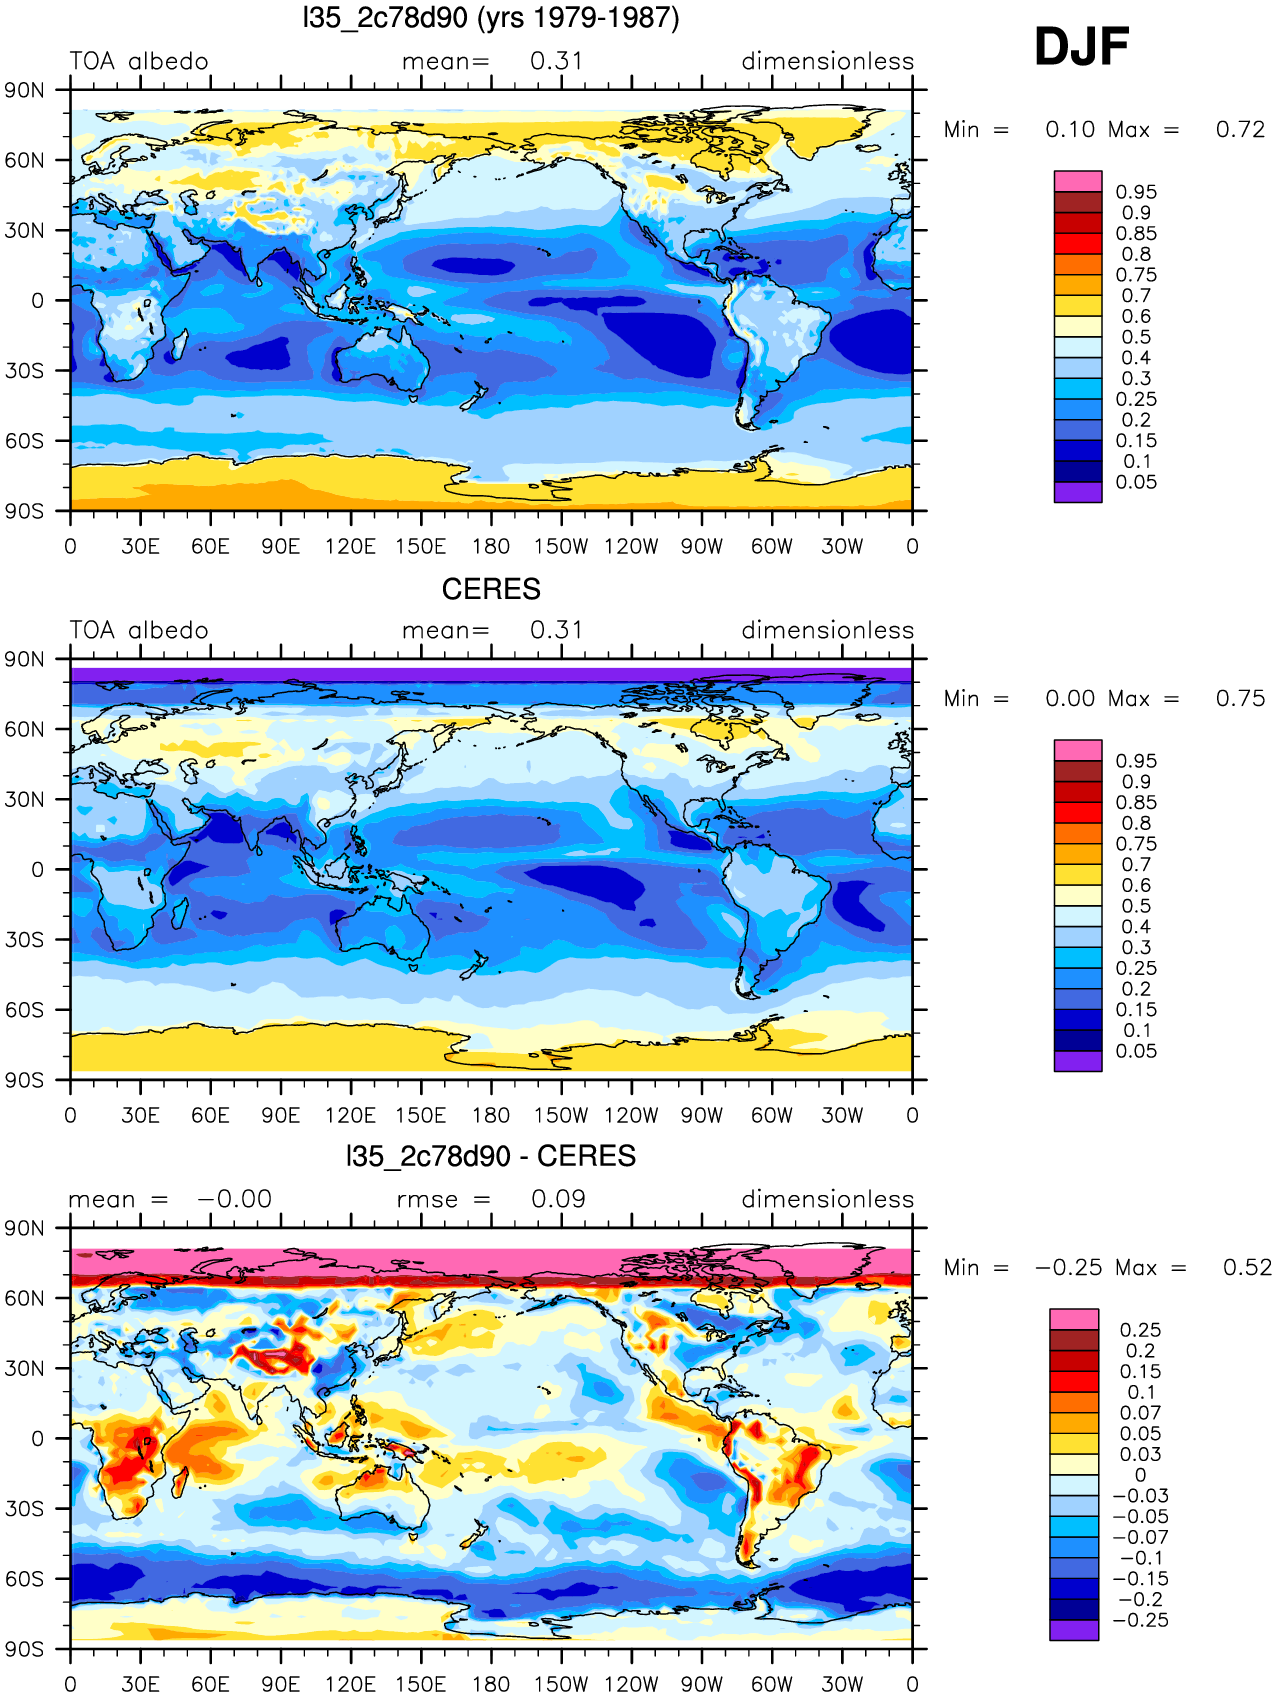 l35_2c78d90 (yrs 1979-1987)
DJF
TOA albedo mean= 0.31 dimensionless
Min = 0.10 Max = 0.72
90N
60N
30N
0
30S
60S
90S
0 30E 60E 90E 120E 150E 180 150W 120W 90W 60W 30W 0
0.95
0.9
0.85
0.8
0.75
0.7
0.6
0.5
0.4
0.3
0.25
0.2
0.15
0.1
0.05
CERES
TOA albedo mean= 0.31 dimensionless
Min = 0.00 Max = 0.75
90N
60N
30N
0
30S
60S
90S
0 30E 60E 90E 120E 150E 180 150W 120W 90W 60W 30W 0
0.95
0.9
0.85
0.8
0.75
0.7
0.6
0.5
0.4
0.3
0.25
0.2
0.15
0.1
0.05
l35_2c78d90 - CERES
mean = −0.00 rmse = 0.09 dimensionless
Min = −0.25 Max = 0.52
90N
60N
30N
0
30S
60S
90S
0 30E 60E 90E 120E 150E 180 150W 120W 90W 60W 30W 0
0.25
0.2
0.15
0.1
0.07
0.05
0.03
0
−0.03
−0.05
−0.07
−0.1
−0.15
−0.2
−0.25